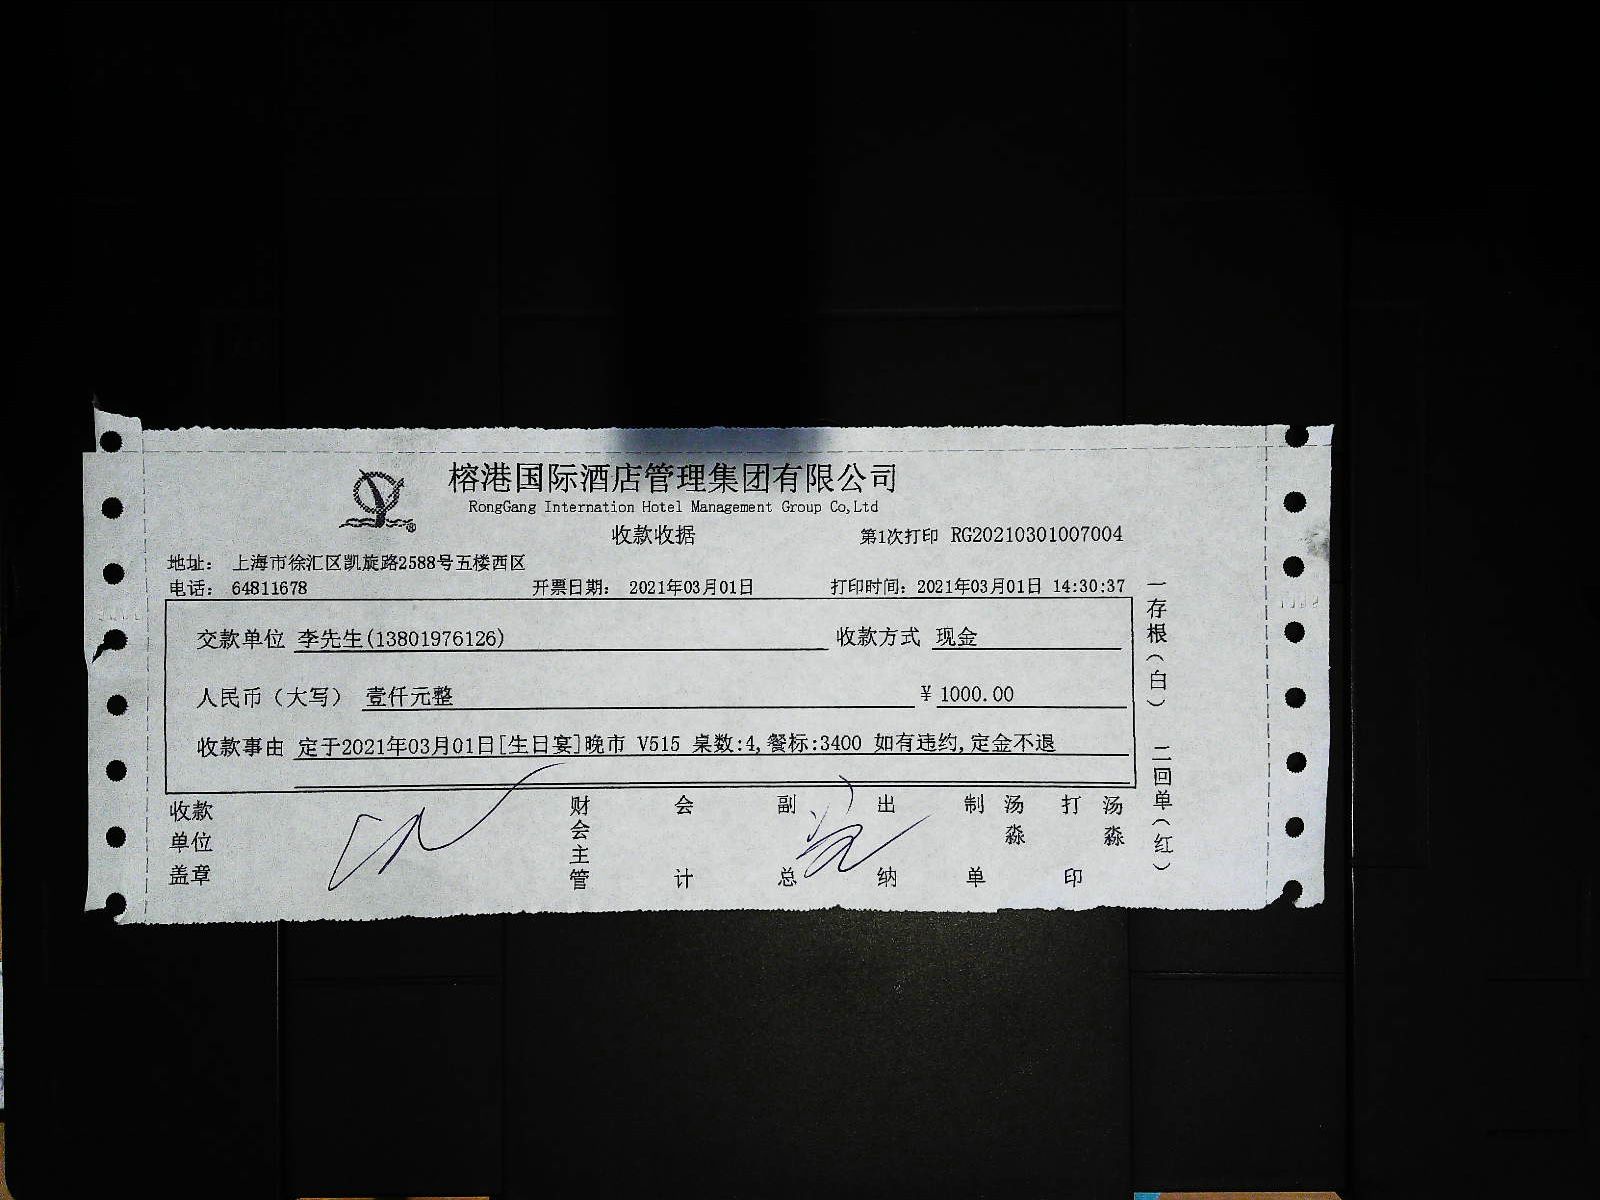 榕港国际酒店管理集团有限公司
RongGang Internation Hotel Management Group Co,Ltd
收款收据
第1次打印 RG20210301007004
地址： 上海市徐汇区凯旋路2588号五楼西区
电话： 64811678 开票日期： 2021年03月01日 打印时间：2021年03月01日 14:30:37
交款单位 李先生(13801976126) 收款方式 现金
人民币（大写） 壹仟元整 ¥ 1000.00
收款事由 定于2021年03月01日[生日宴]晚市 V515 桌数:4,餐标:3400 如有违约,定金不退
收款单位盖章
财会主管
会计
副总
出纳
制单
汤淼
打印
汤淼
一存根（白） 二回单（红）